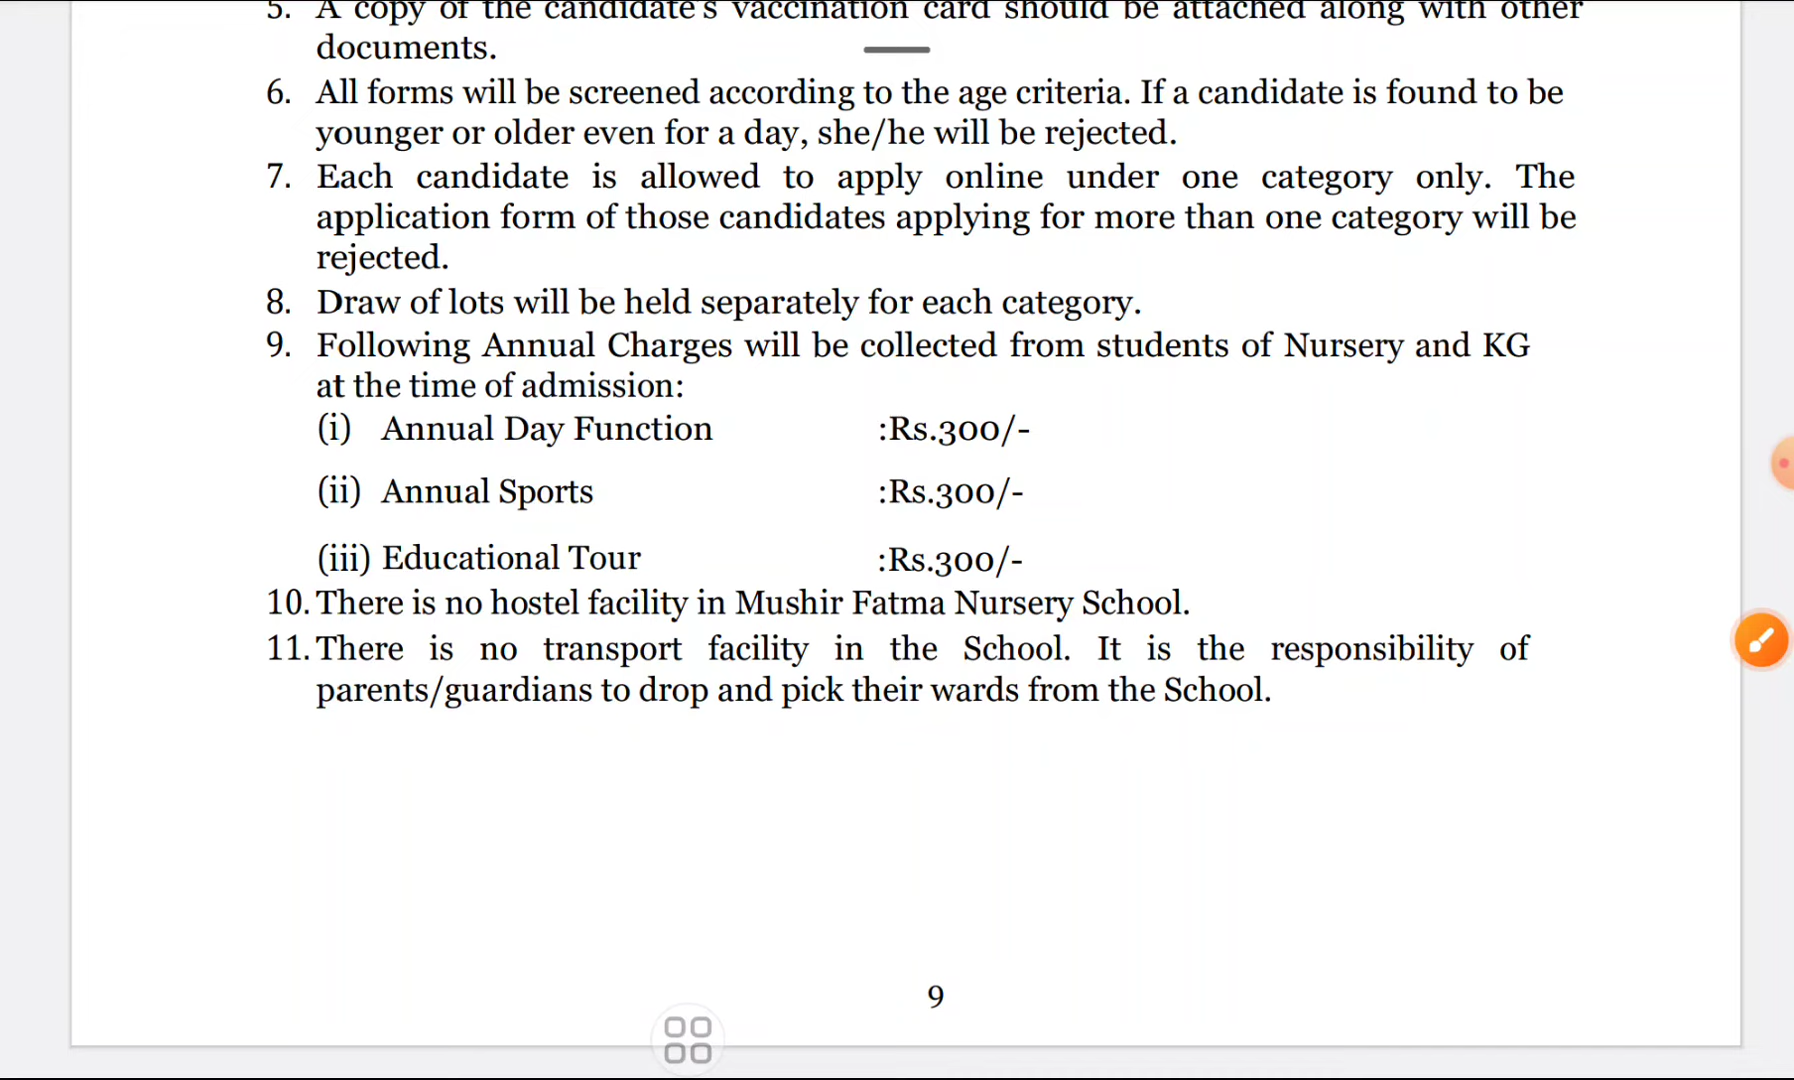 5. A copy of the candidate's vaccination card should be attached along with other
documents.
6. All forms will be screened according to the age criteria. If a candidate is found to be
younger or older even for a day, she/he will be rejected.
7. Each candidate is allowed to apply online under one category only. The
application form of those candidates applying for more than one category will be
rejected.
8. Draw of lots will be held separately for each category.
9. Following Annual Charges will be collected from students of Nursery and KG
at the time of admission:
(i) Annual Day Function :Rs.300/-
(ii) Annual Sports :Rs.300/-
(iii) Educational Tour :Rs.300/-
10. There is no hostel facility in Mushir Fatma Nursery School.
11. There is no transport facility in the School. It is the responsibility of
parents/guardians to drop and pick their wards from the School.
9